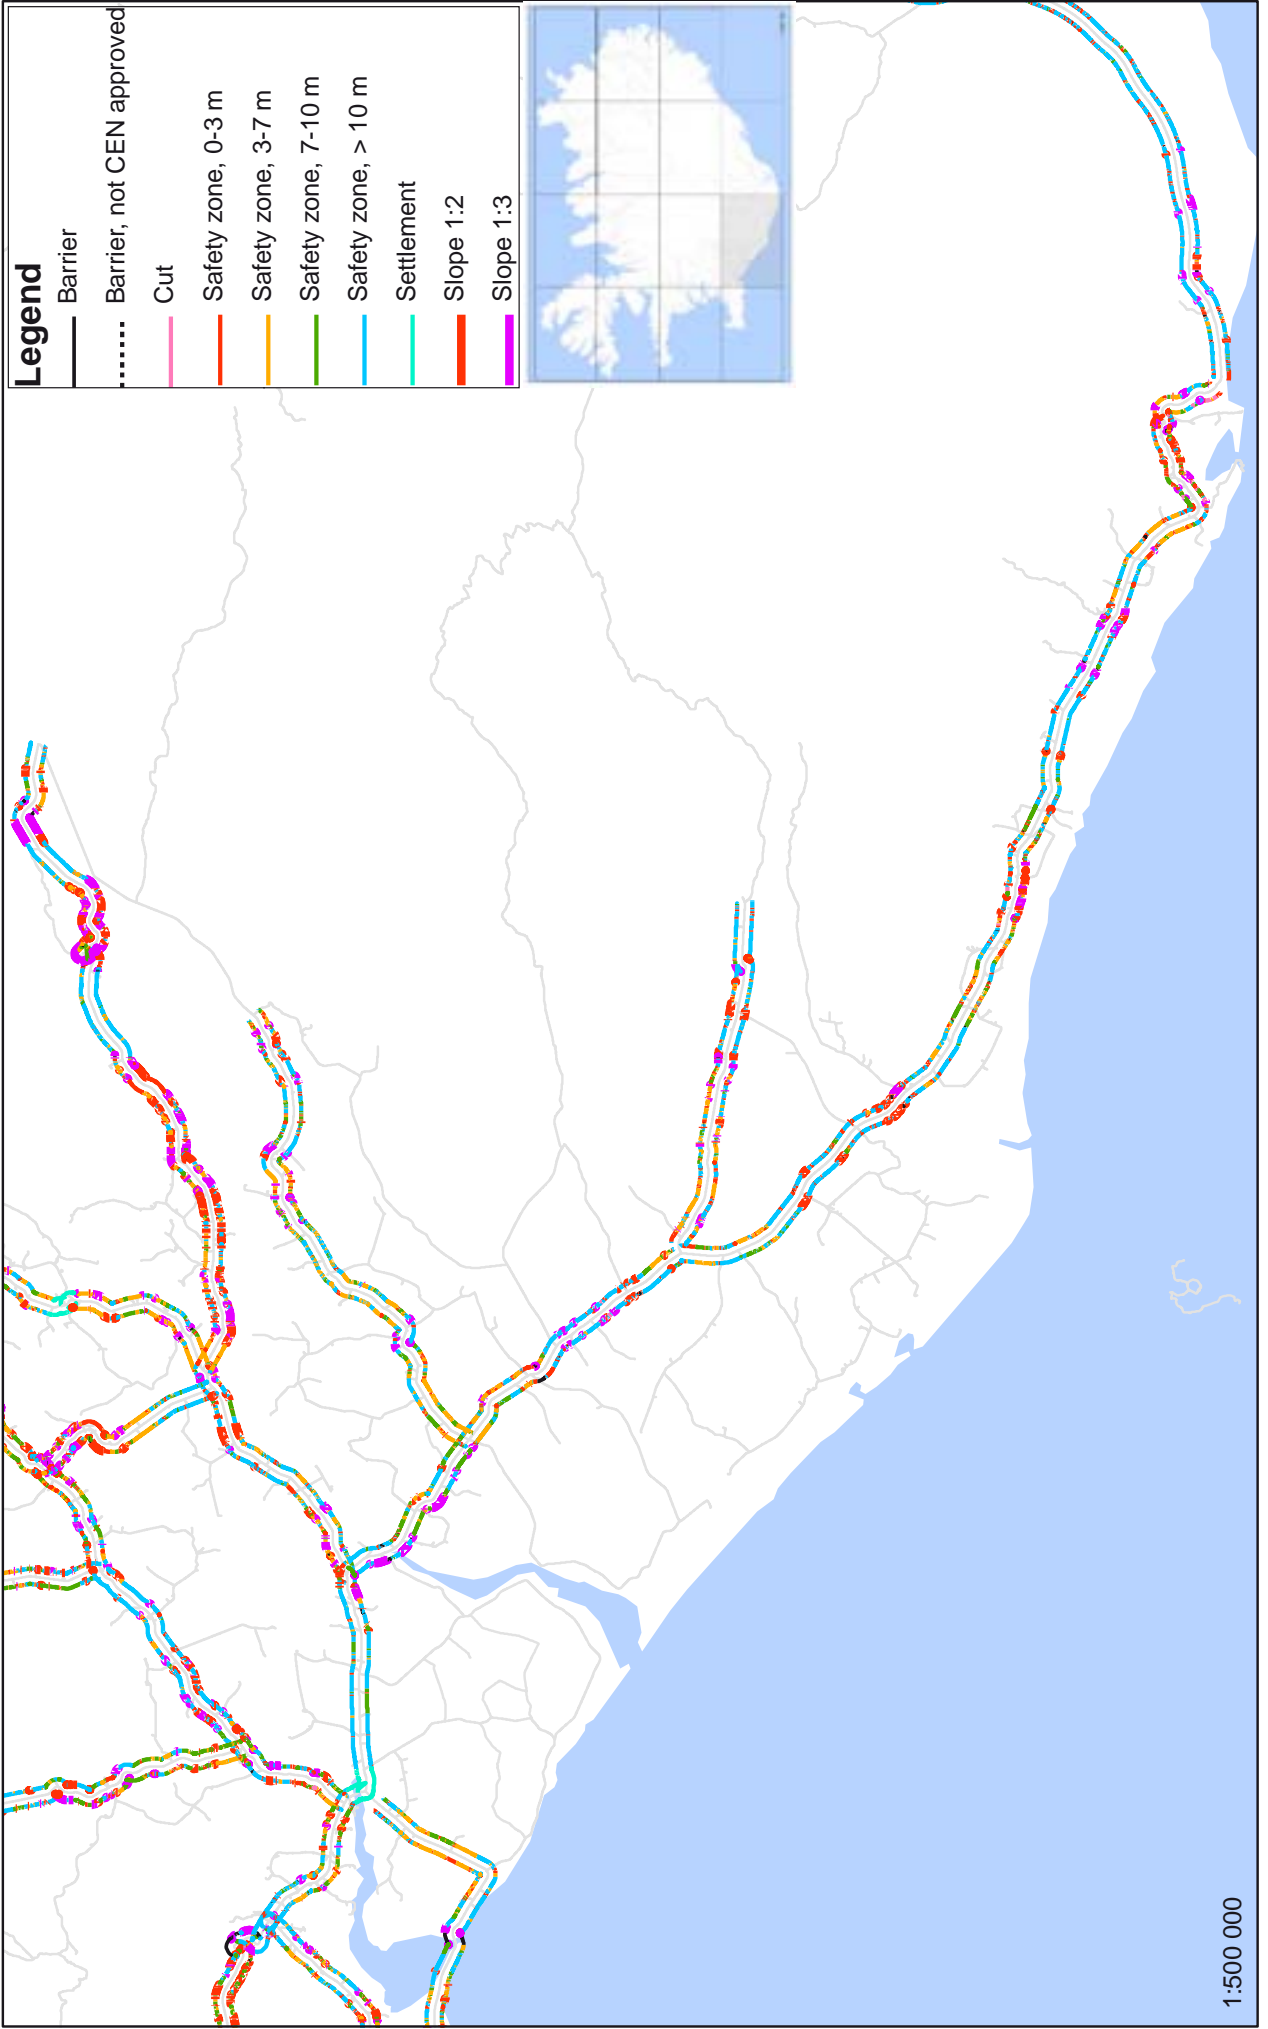 Legend
Barrier
Barrier, not CEN approved
Cut
Safety zone, 0-3 m
Safety zone, 3-7 m
Safety zone, 7-10 m
Safety zone, > 10 m
Settlement
Slope 1:2
Slope 1:3
1:500 000